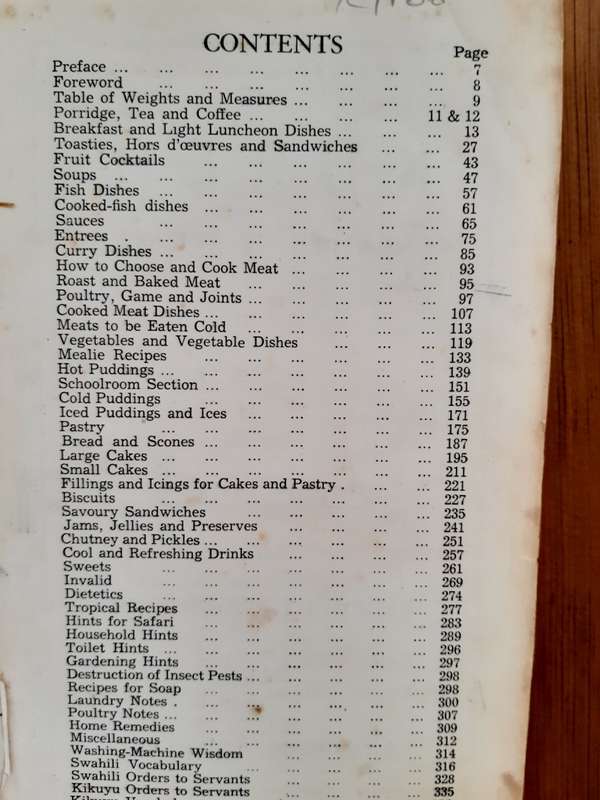 CONTENTS
Page
Preface ... ... ... ... ... ... ... ... 7
Foreword ... ... ... ... ... ... ... 8
Table of Weights and Measures ... ... ... ... 9
Porridge, Tea and Coffee ... ... ... ... 11 & 12
Breakfast and Light Luncheon Dishes ... ... ... 13
Toasties, Hors d'œuvres and Sandwiches ... ... 27
Fruit Cocktails ... ... ... ... ... ... 43
Soups ... ... ... ... ... ... ... ... 47
Fish Dishes ... ... ... ... ... ... ... 57
Cooked-fish dishes ... ... ... ... ... ... 61
Sauces ... ... ... ... ... ... ... 65
Entrees . ... ... ... ... ... ... ... 75
Curry Dishes ... ... ... ... ... ... ... 85
How to Choose and Cook Meat ... ... ... ... 93
Roast and Baked Meat ... ... ... ... ... 95
Poultry, Game and Joints ... ... ... ... ... 97
Cooked Meat Dishes ... ... ... ... ... ... 107
Meats to be Eaten Cold ... ... ... ... ... 113
Vegetables and Vegetable Dishes ... ... ... 119
Mealie Recipes ... ... ... ... ... ... 133
Hot Puddings ... ... ... ... ... ... ... 139
Schoolroom Section ... ... ... ... ... ... 151
Cold Puddings ... ... ... ... ... ... 155
Iced Puddings and Ices ... ... ... ... ... 171
Pastry ... ... ... ... ... ... ... 175
Bread and Scones ... ... ... ... ... ... 187
Large Cakes ... ... ... ... ... ... ... 195
Small Cakes ... ... ... ... ... ... ... 211
Fillings and Icings for Cakes and Pastry . ... ... 221
Biscuits ... ... ... ... ... ... ... 227
Savoury Sandwiches ... ... ... ... ... 235
Jams, Jellies and Preserves ... ... ... ... 241
Chutney and Pickles ... ... ... ... ... ... 251
Cool and Refreshing Drinks ... ... ... ... 257
Sweets ... ... ... ... ... ... ... 261
Invalid ... ... ... ... ... ... ... 269
Dietetics ... ... ... ... ... ... ... 274
Tropical Recipes ... ... ... ... ... ... 277
Hints for Safari ... ... ... ... ... ... 283
Household Hints ... ... ... ... ... ... 289
Toilet Hints ... ... ... ... ... ... ... 296
Gardening Hints ... ... ... ... ... ... 297
Destruction of Insect Pests ... ... ... ... ... 298
Recipes for Soap ... ... ... ... ... ... 298
Laundry Notes . ... ... ... ... ... ... 300
Poultry Notes ... ... ... ... ... ... ... 307
Home Remedies ... ... ... ... ... ... 309
Miscellaneous ... ... ... ... ... ... 312
Washing-Machine Wisdom ... ... ... ... 314
Swahili Vocabulary ... ... ... ... ... 316
Swahili Orders to Servants ... ... ... ... 328
Kikuyu Orders to Servants ... ... ... ... 335